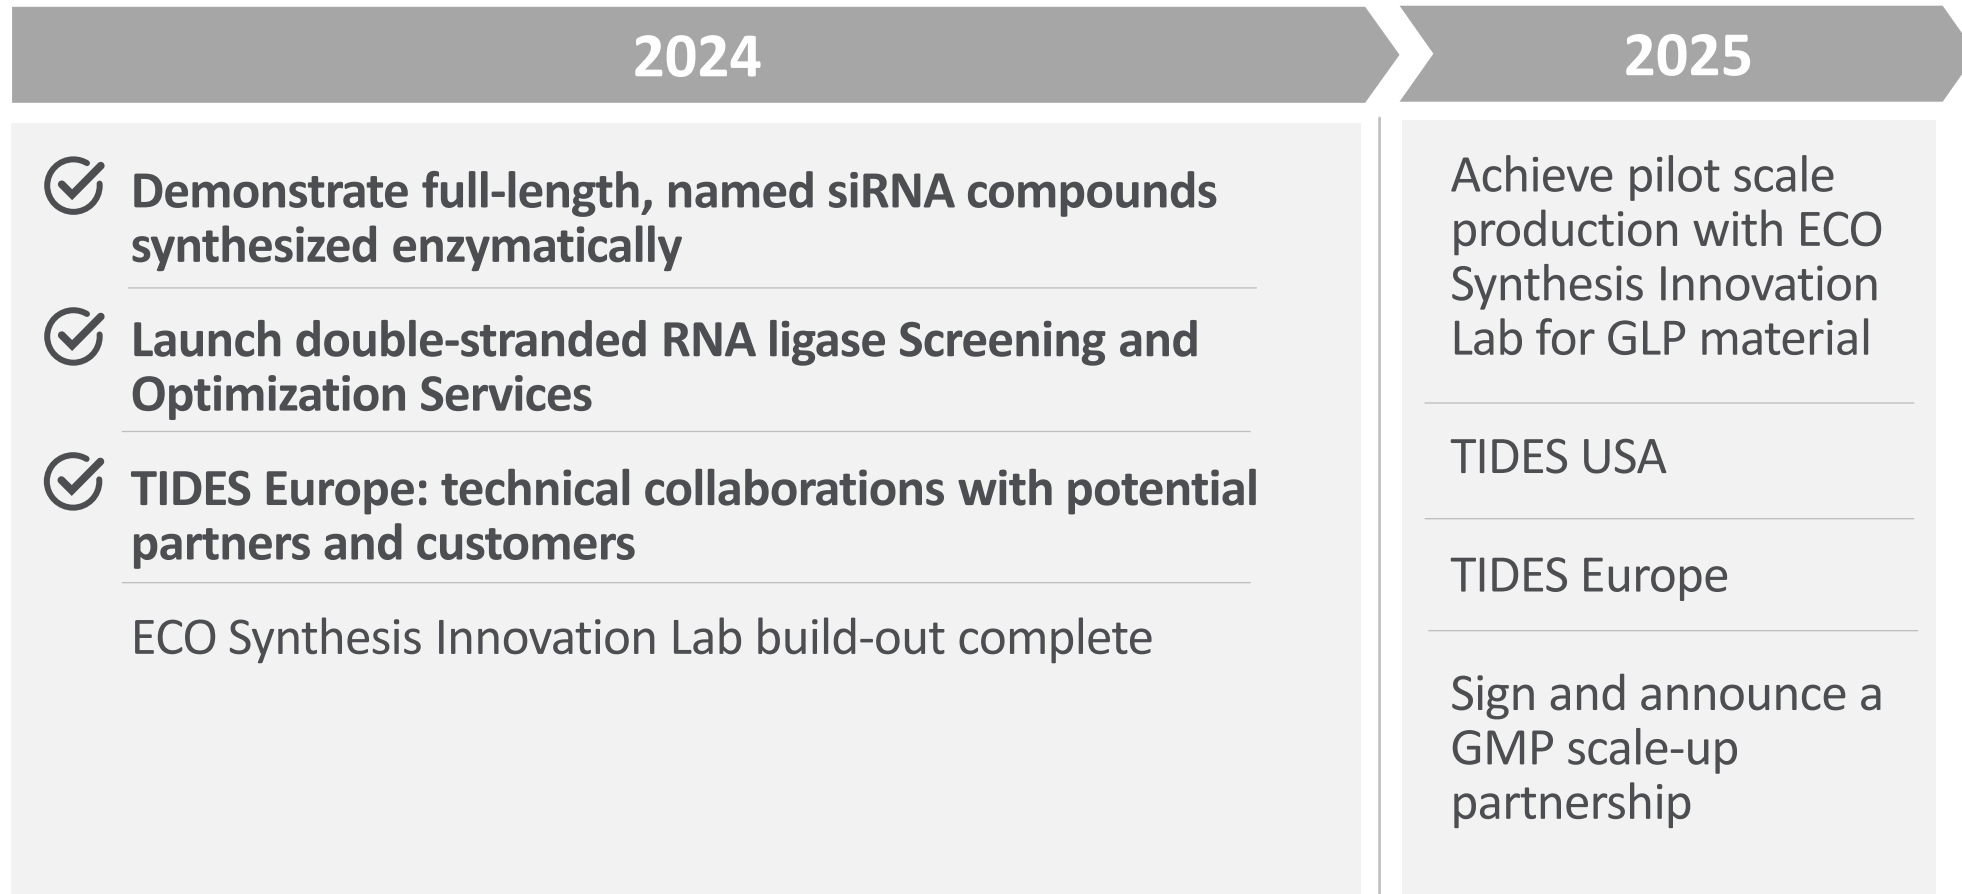 2024
Demonstrate full-length, named siRNA compounds
synthesized enzymatically
Launch double-stranded RNA ligase Screening and
Optimization Services
TIDES Europe: technical collaborations with potential
partners and customers
ECO Synthesis Innovation Lab build-out complete
2025
Achieve pilot scale
production with ECO
Synthesis Innovation
Lab for GLP material
TIDES USA
TIDES Europe
Sign and announce a
GMP scale-up
partnership